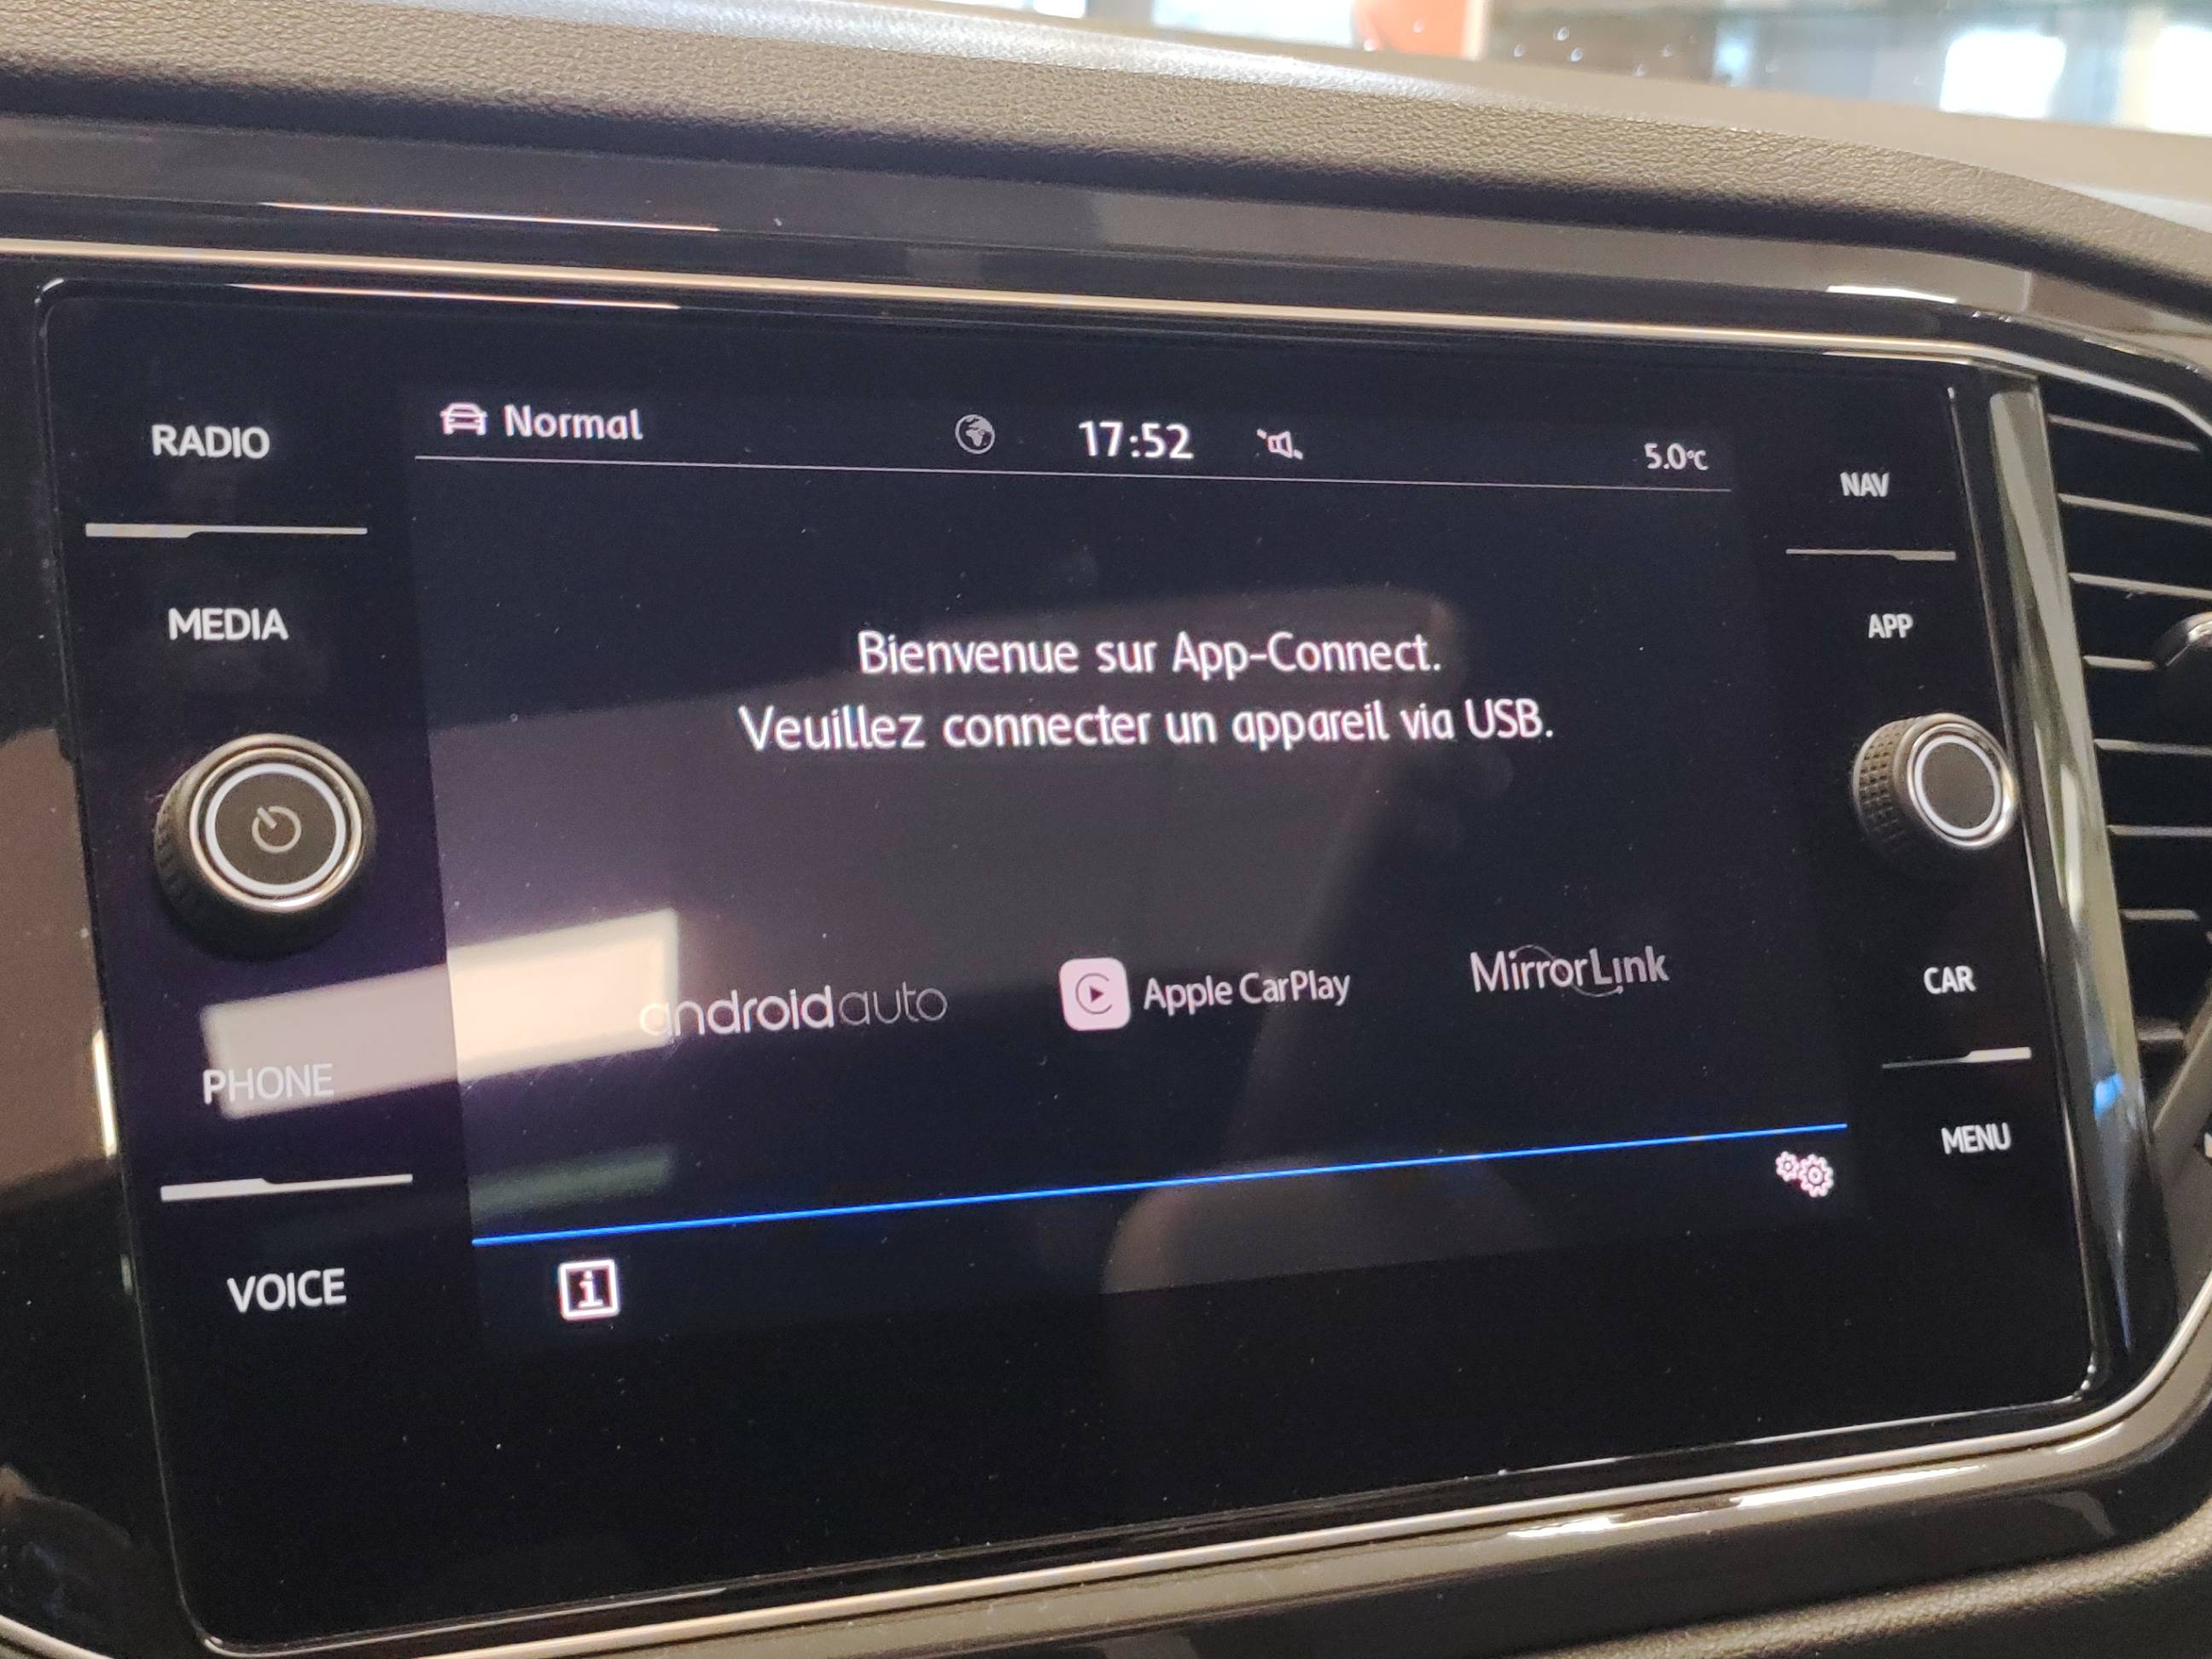 RADIO
MEDIA
PHONE
VOICE
Normal
17:52
5.0°C
Bienvenue sur App-Connect.
Veuillez connecter un appareil via USB.
androidauto
Apple CarPlay
MirrorLink
i
NAV
APP
CAR
MENU